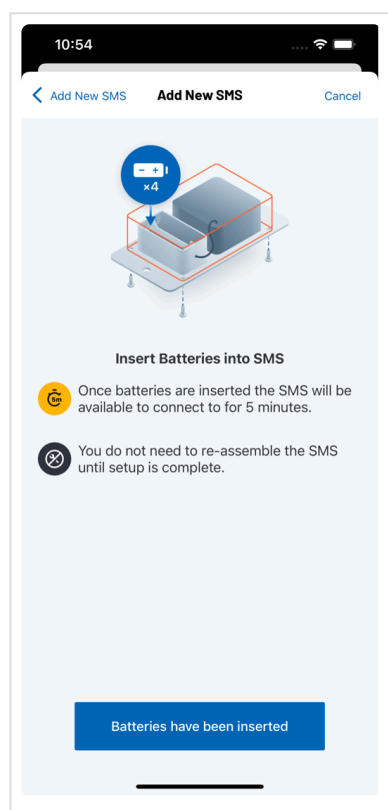 10:54
Add New SMS
Add New SMS
Cancel
- +
×4
Insert Batteries into SMS
5m
Once batteries are inserted the SMS will be
available to connect to for 5 minutes.
You do not need to re-assemble the SMS
until setup is complete.
Batteries have been inserted